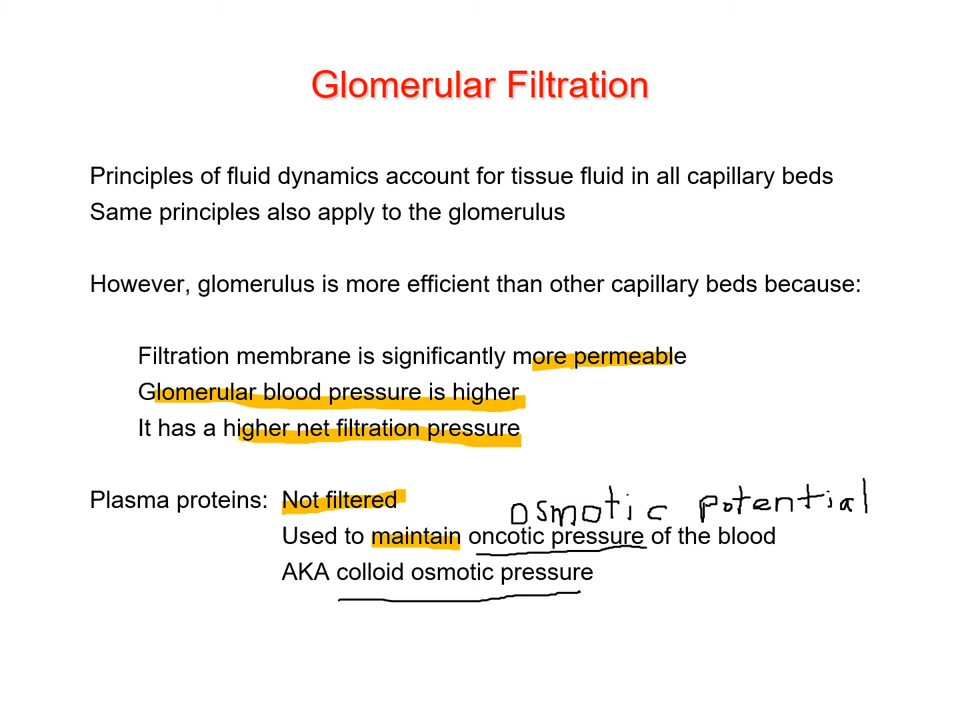 Glomerular Filtration
Principles of fluid dynamics account for tissue fluid in all capillary beds
Same principles also apply to the glomerulus
However, glomerulus is more efficient than other capillary beds because:
Filtration membrane is significantly more permeable
Glomerular blood pressure is higher
It has a higher net filtration pressure
Plasma proteins: Not filtered
osmotic potential
Used to maintain oncotic pressure of the blood
AKA colloid osmotic pressure